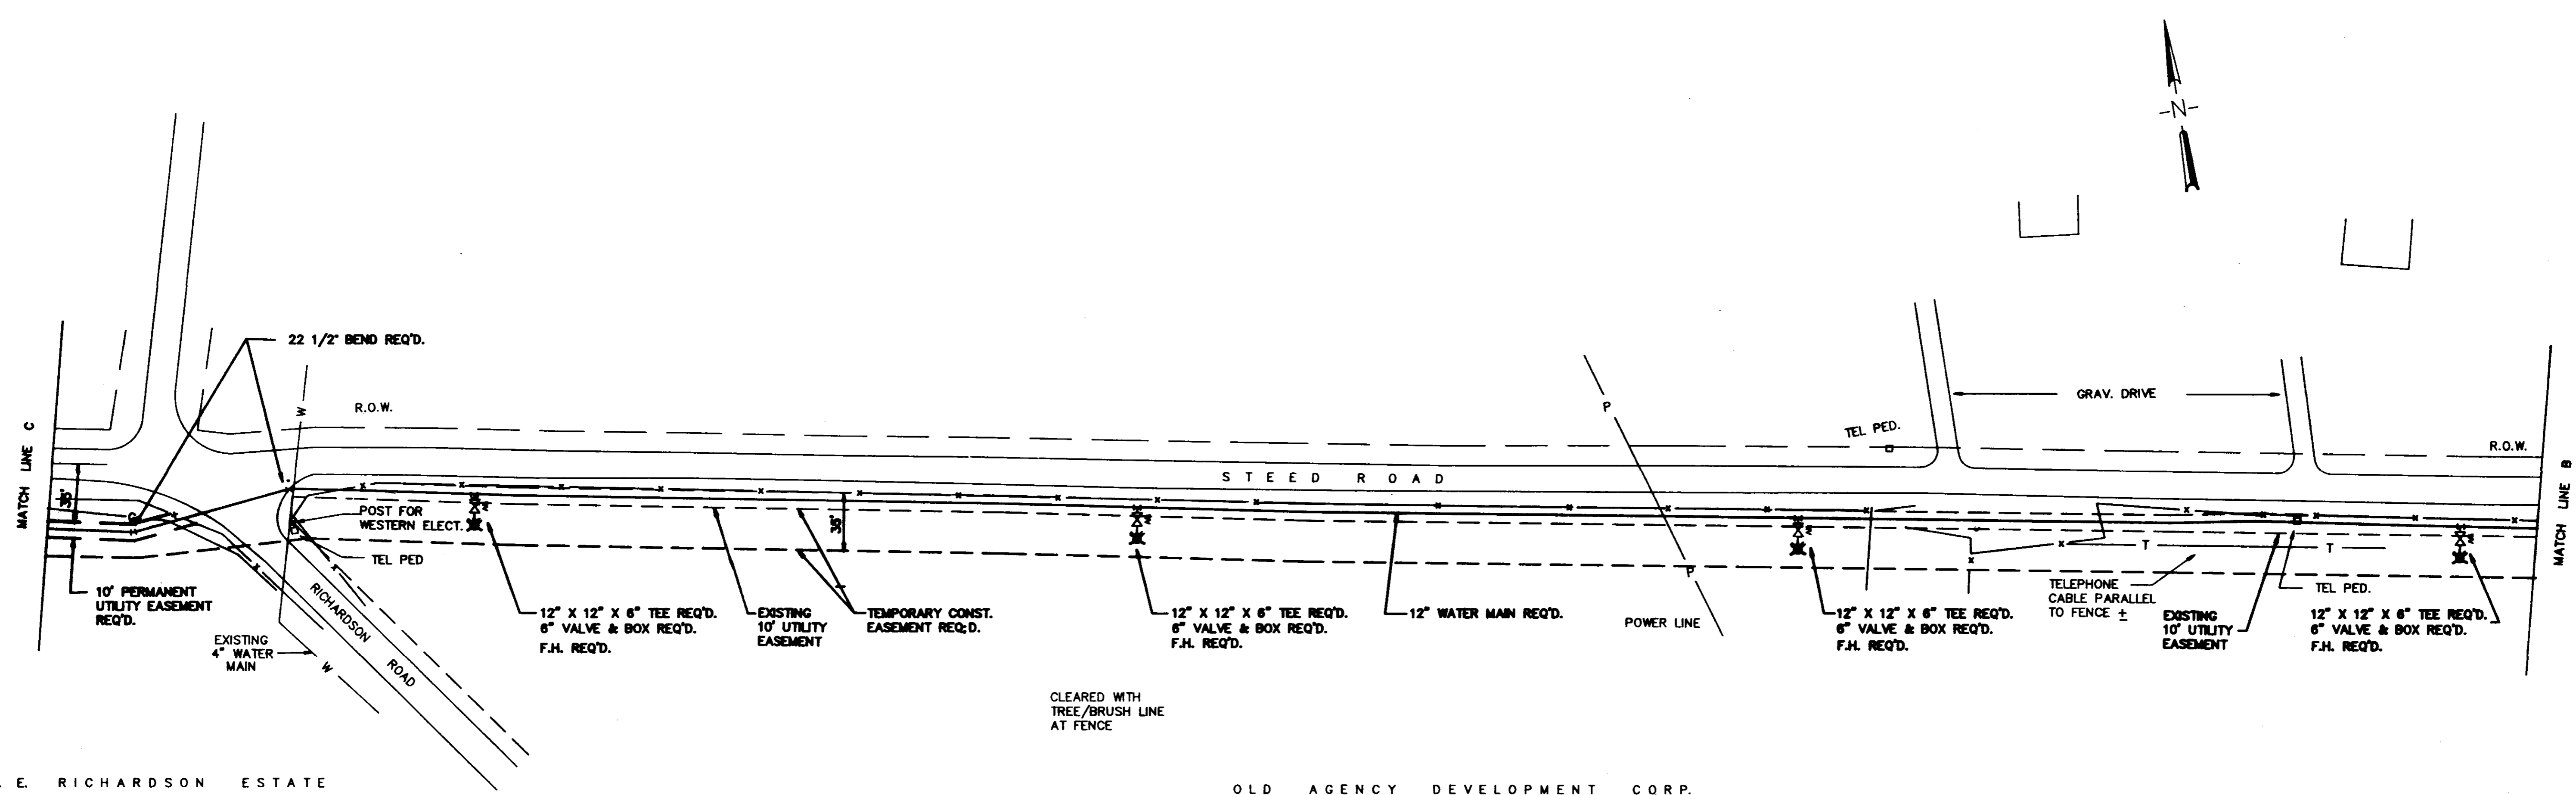 N
22 1/2° BEND REQ'D.
GRAV. DRIVE
W
R.O.W.
P
TEL PED.
R.O.W.
MATCH LINE C
MATCH LINE B
STEED ROAD
35'
POST FOR
WESTERN ELECT.
35'
TEL PED
P
T
T
10' PERMANENT
UTILITY EASEMENT
REQ'D.
RICHARDSON ROAD
12" X 12" X 6" TEE REQ'D.
6" VALVE & BOX REQ'D.
F.H. REQ'D.
EXISTING
10' UTILITY
EASEMENT
TEMPORARY CONST.
EASEMENT REQ;D.
12" X 12" X 6" TEE REQ'D.
6" VALVE & BOX REQ'D.
F.H. REQ'D.
12" WATER MAIN REQ'D.
POWER LINE
12" X 12" X 6" TEE REQ'D.
6" VALVE & BOX REQ'D.
F.H. REQ'D.
TELEPHONE
CABLE PARALLEL
TO FENCE ±
EXISTING
10' UTILITY
EASEMENT
TEL PED.
12" X 12" X 6" TEE REQ'D.
6" VALVE & BOX REQ'D.
F.H. REQ'D.
EXISTING
4" WATER
MAIN
W
CLEARED WITH
TREE/BRUSH LINE
AT FENCE
. E. RICHARDSON ESTATE
OLD AGENCY DEVELOPMENT CORP.